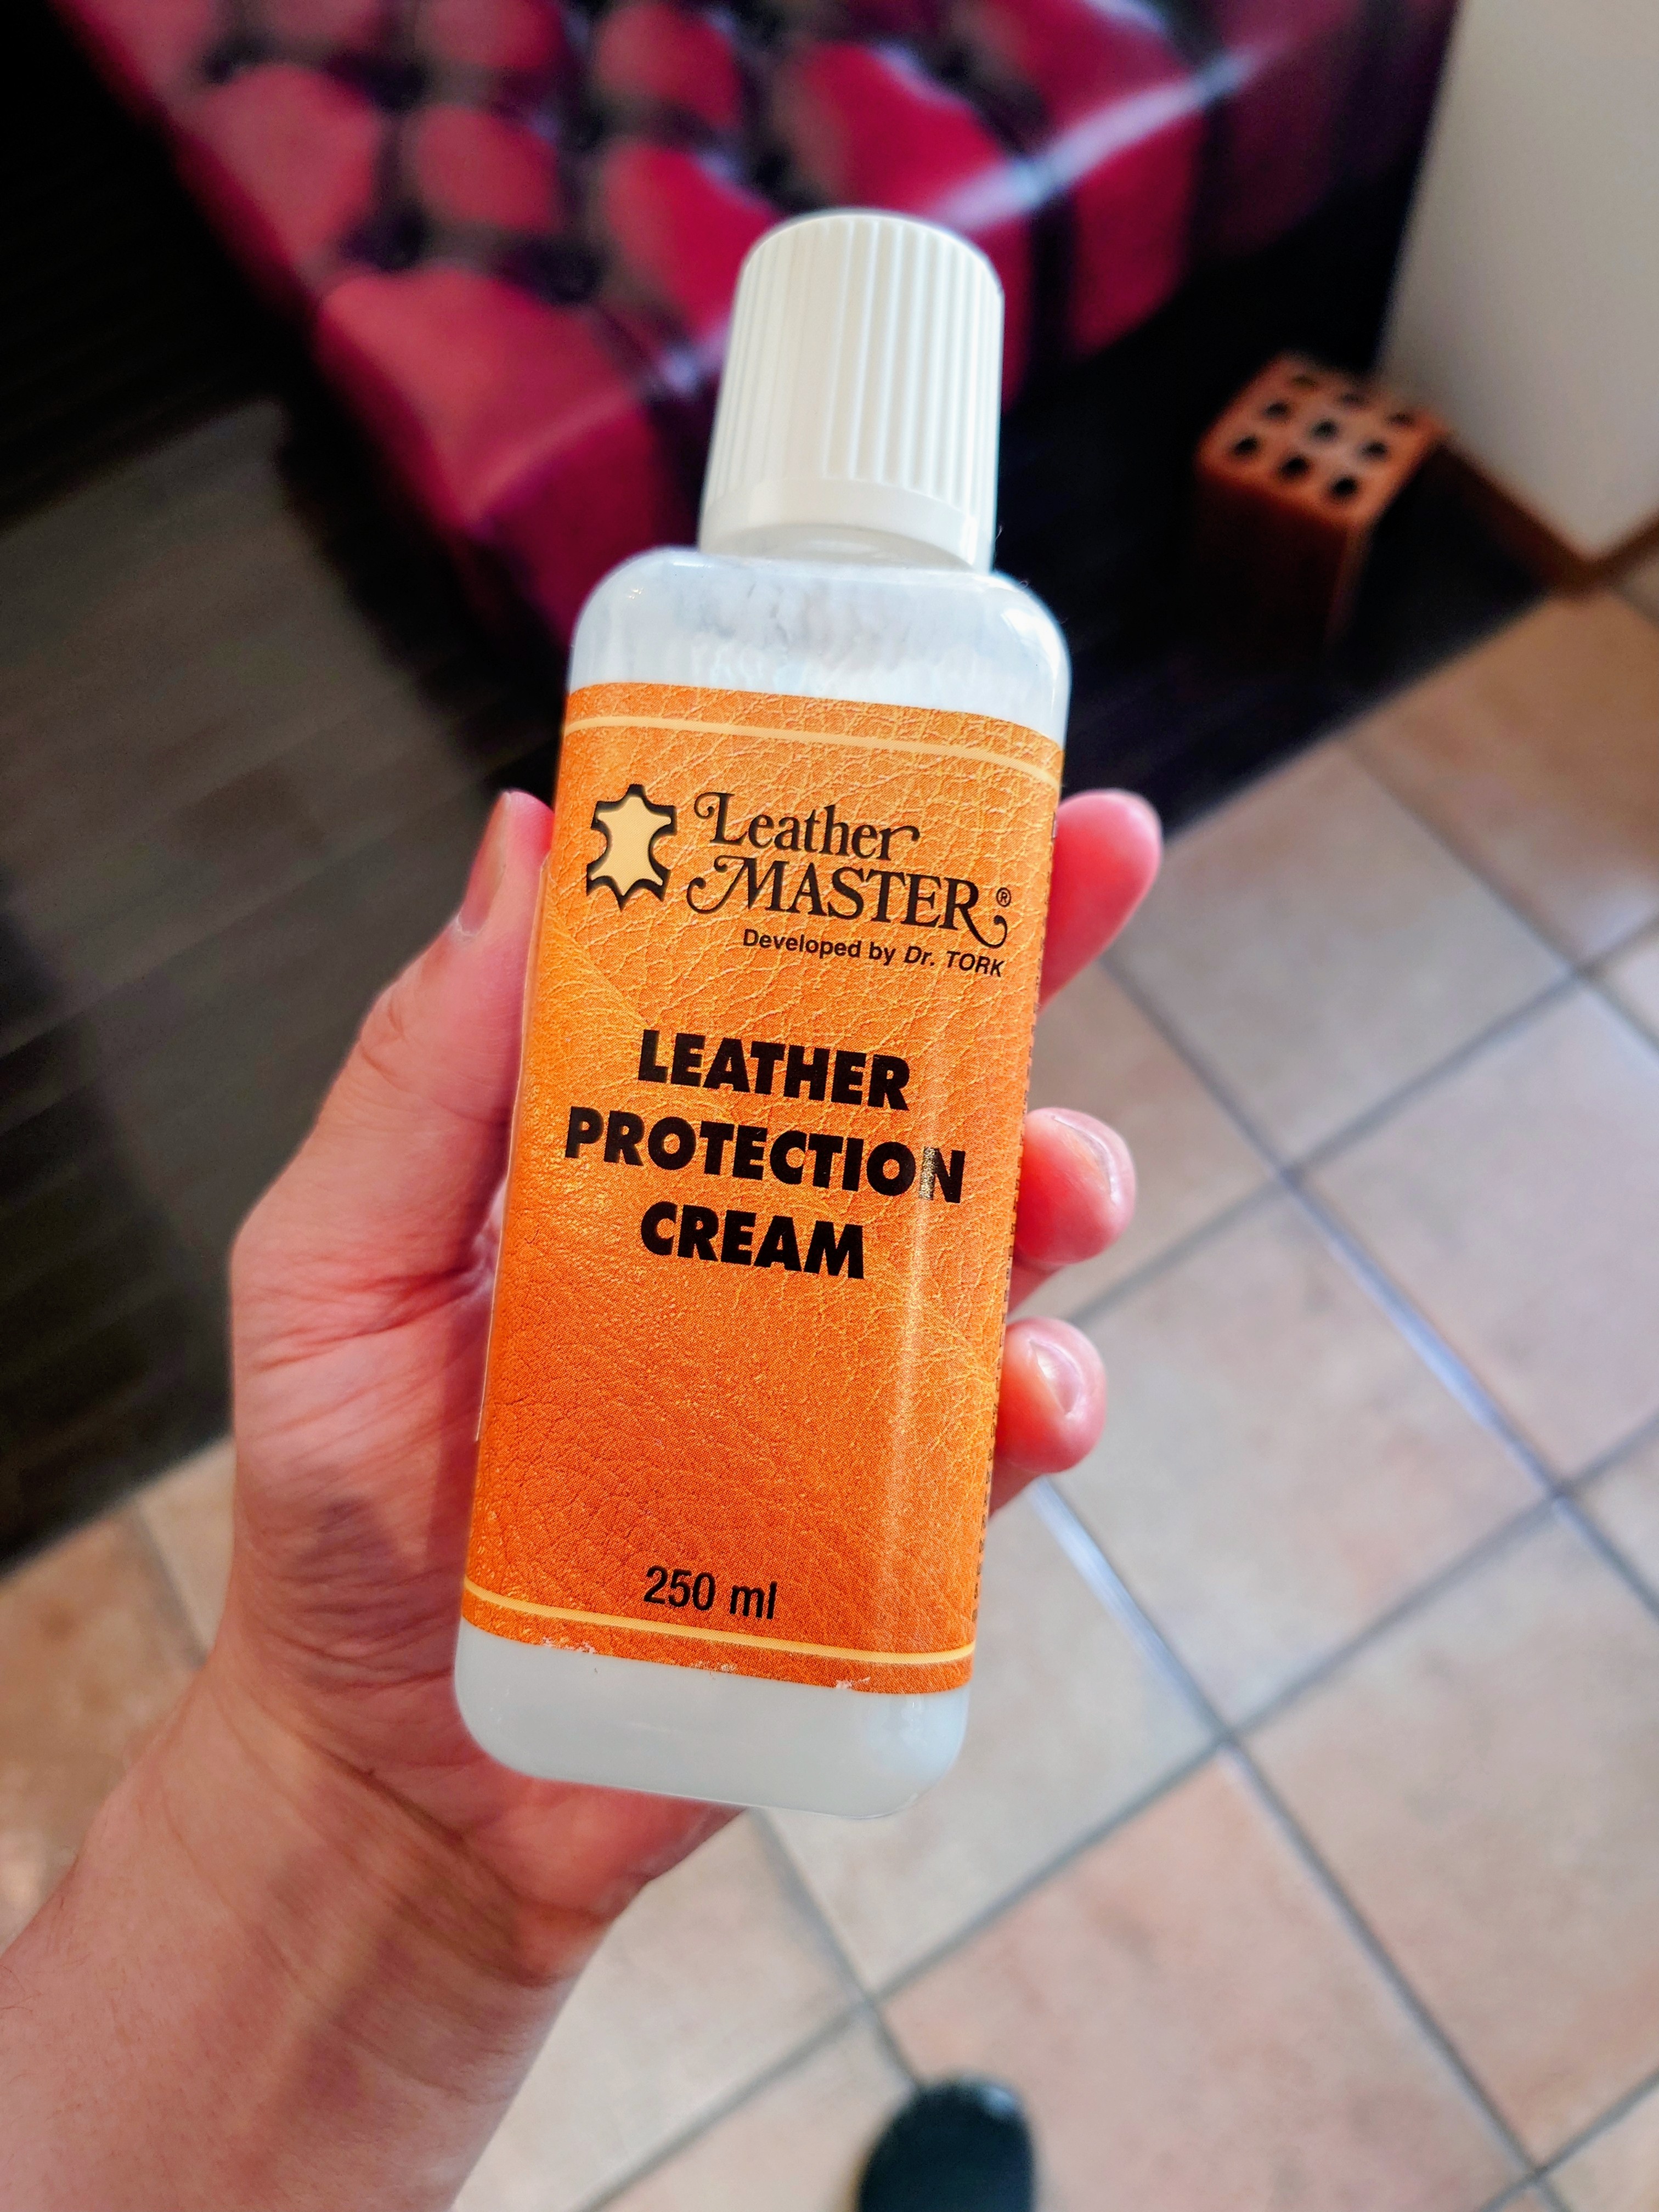 Leather
MASTER®
Developed by Dr. TORK
LEATHER
PROTECTION
CREAM
250 ml